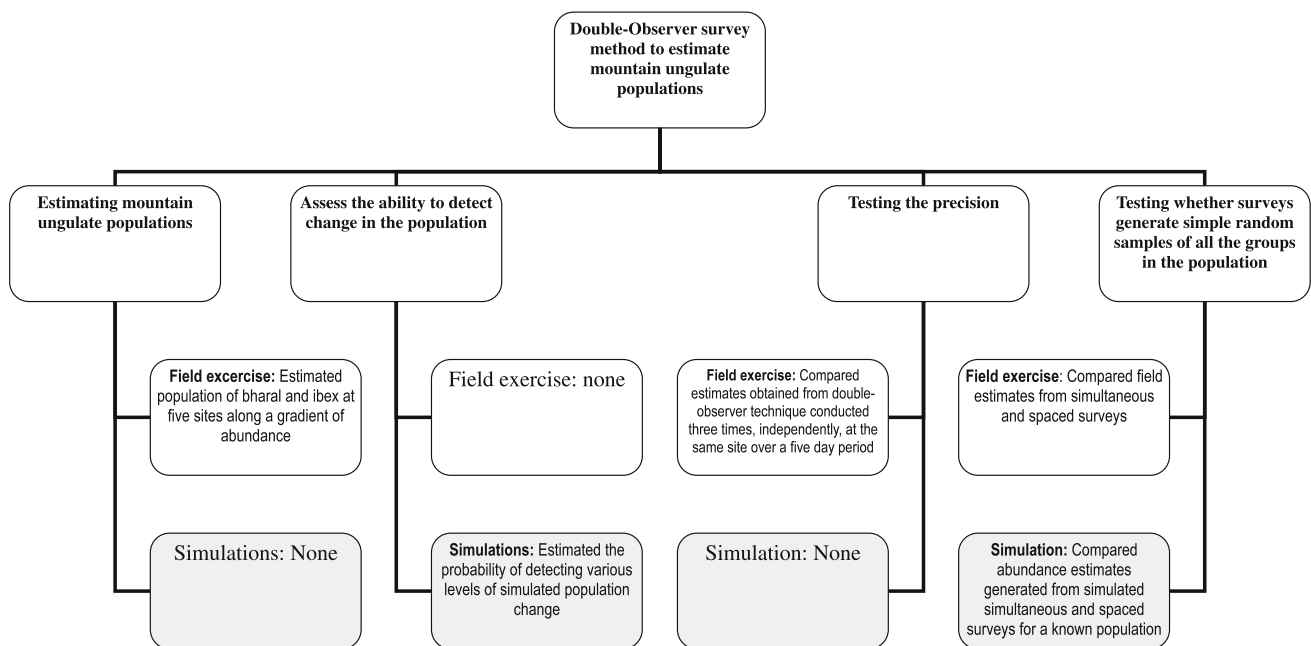 Double-Observer survey
method to estimate
mountain ungulate
populations
Estimating mountain
ungulate populations
Assess the ability to detect
change in the population
Testing the precision
Testing whether surveys
generate simple random
samples of all the groups
in the population
Field excercise: Estimated
population of bharal and ibex at
five sites along a gradient of
abundance
Field exercise: none
Field exercise: Compared
estimates obtained from double-
observer technique conducted
three times, independently, at the
same site over a five day period
Field exercise: Compared field
estimates from simultaneous
and spaced surveys
Simulations: None
Simulations: Estimated the
probability of detecting various
levels of simulated population
change
Simulation: None
Simulation: Compared
abundance estimates
generated from simulated
simultaneous and spaced
surveys for a known population